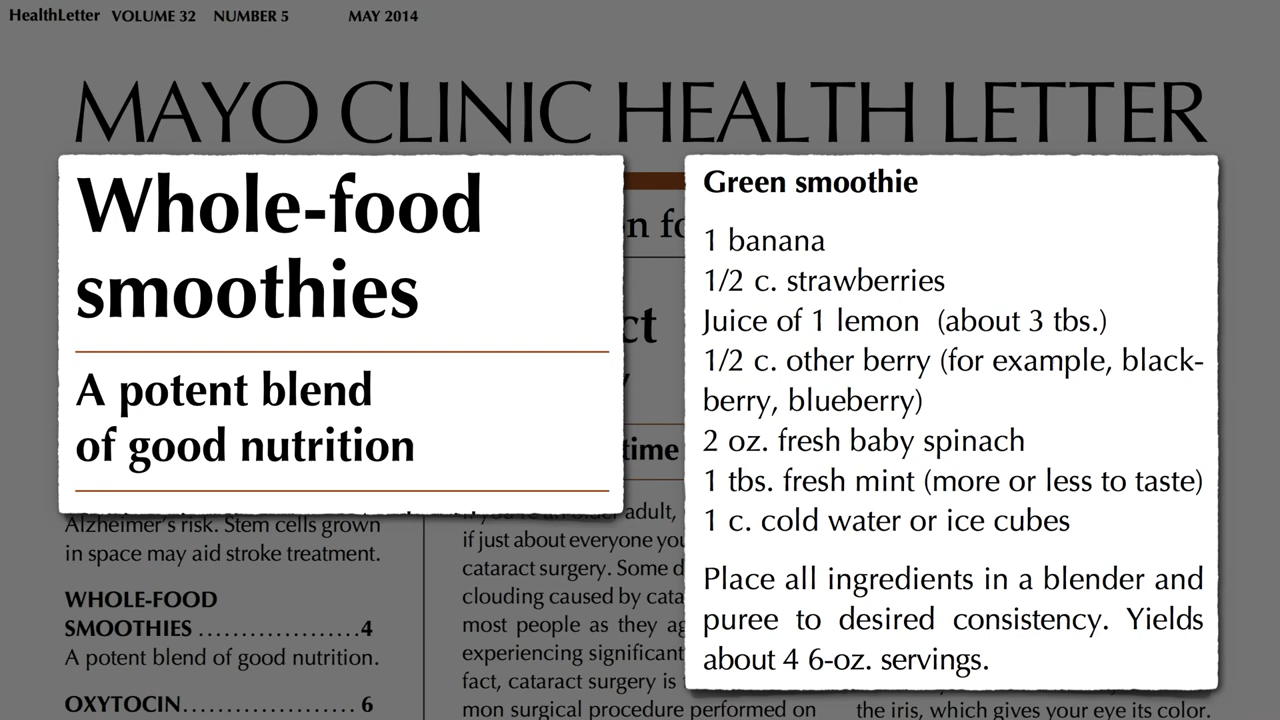 HealthLetter VOLUME 32 NUMBER 5 MAY 2014
MAYO CLINIC HEALTH LETTER
Whole-food
smoothies
A potent blend
of good nutrition
Green smoothie
1 banana
1/2 c. strawberries
Juice of 1 lemon (about 3 tbs.)
1/2 c. other berry (for example, black-
berry, blueberry)
2 oz. fresh baby spinach
1 tbs. fresh mint (more or less to taste)
1 c. cold water or ice cubes
Place all ingredients in a blender and
puree to desired consistency. Yields
about 4 6-oz. servings.
time
Alzheimer's risk. Stem cells grown
in space may aid stroke treatment.
WHOLE-FOOD
SMOOTHIES ....................4
A potent blend of good nutrition.
OXYTOCIN...................... 6
adult,
if just about everyone
cataract surgery. Some
clouding caused by
most people as they
experiencing
fact, cataract surgery is
mon surgical procedure performed on
the iris, which gives your eye its color.